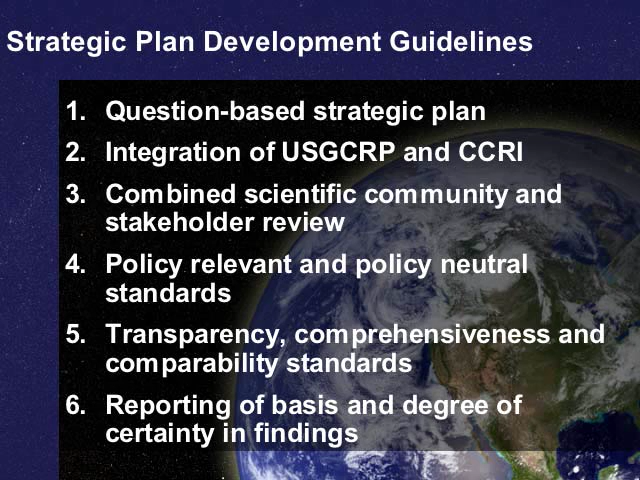 Strategic Plan Development Guidelines
1. Question-based strategic plan
2. Integration of USGCRP and CCRI
3. Combined scientific community and
stakeholder review
4. Policy relevant and policy neutral
standards
5. Transparency, comprehensiveness and
comparability standards
6. Reporting of basis and degree of
certainty in findings